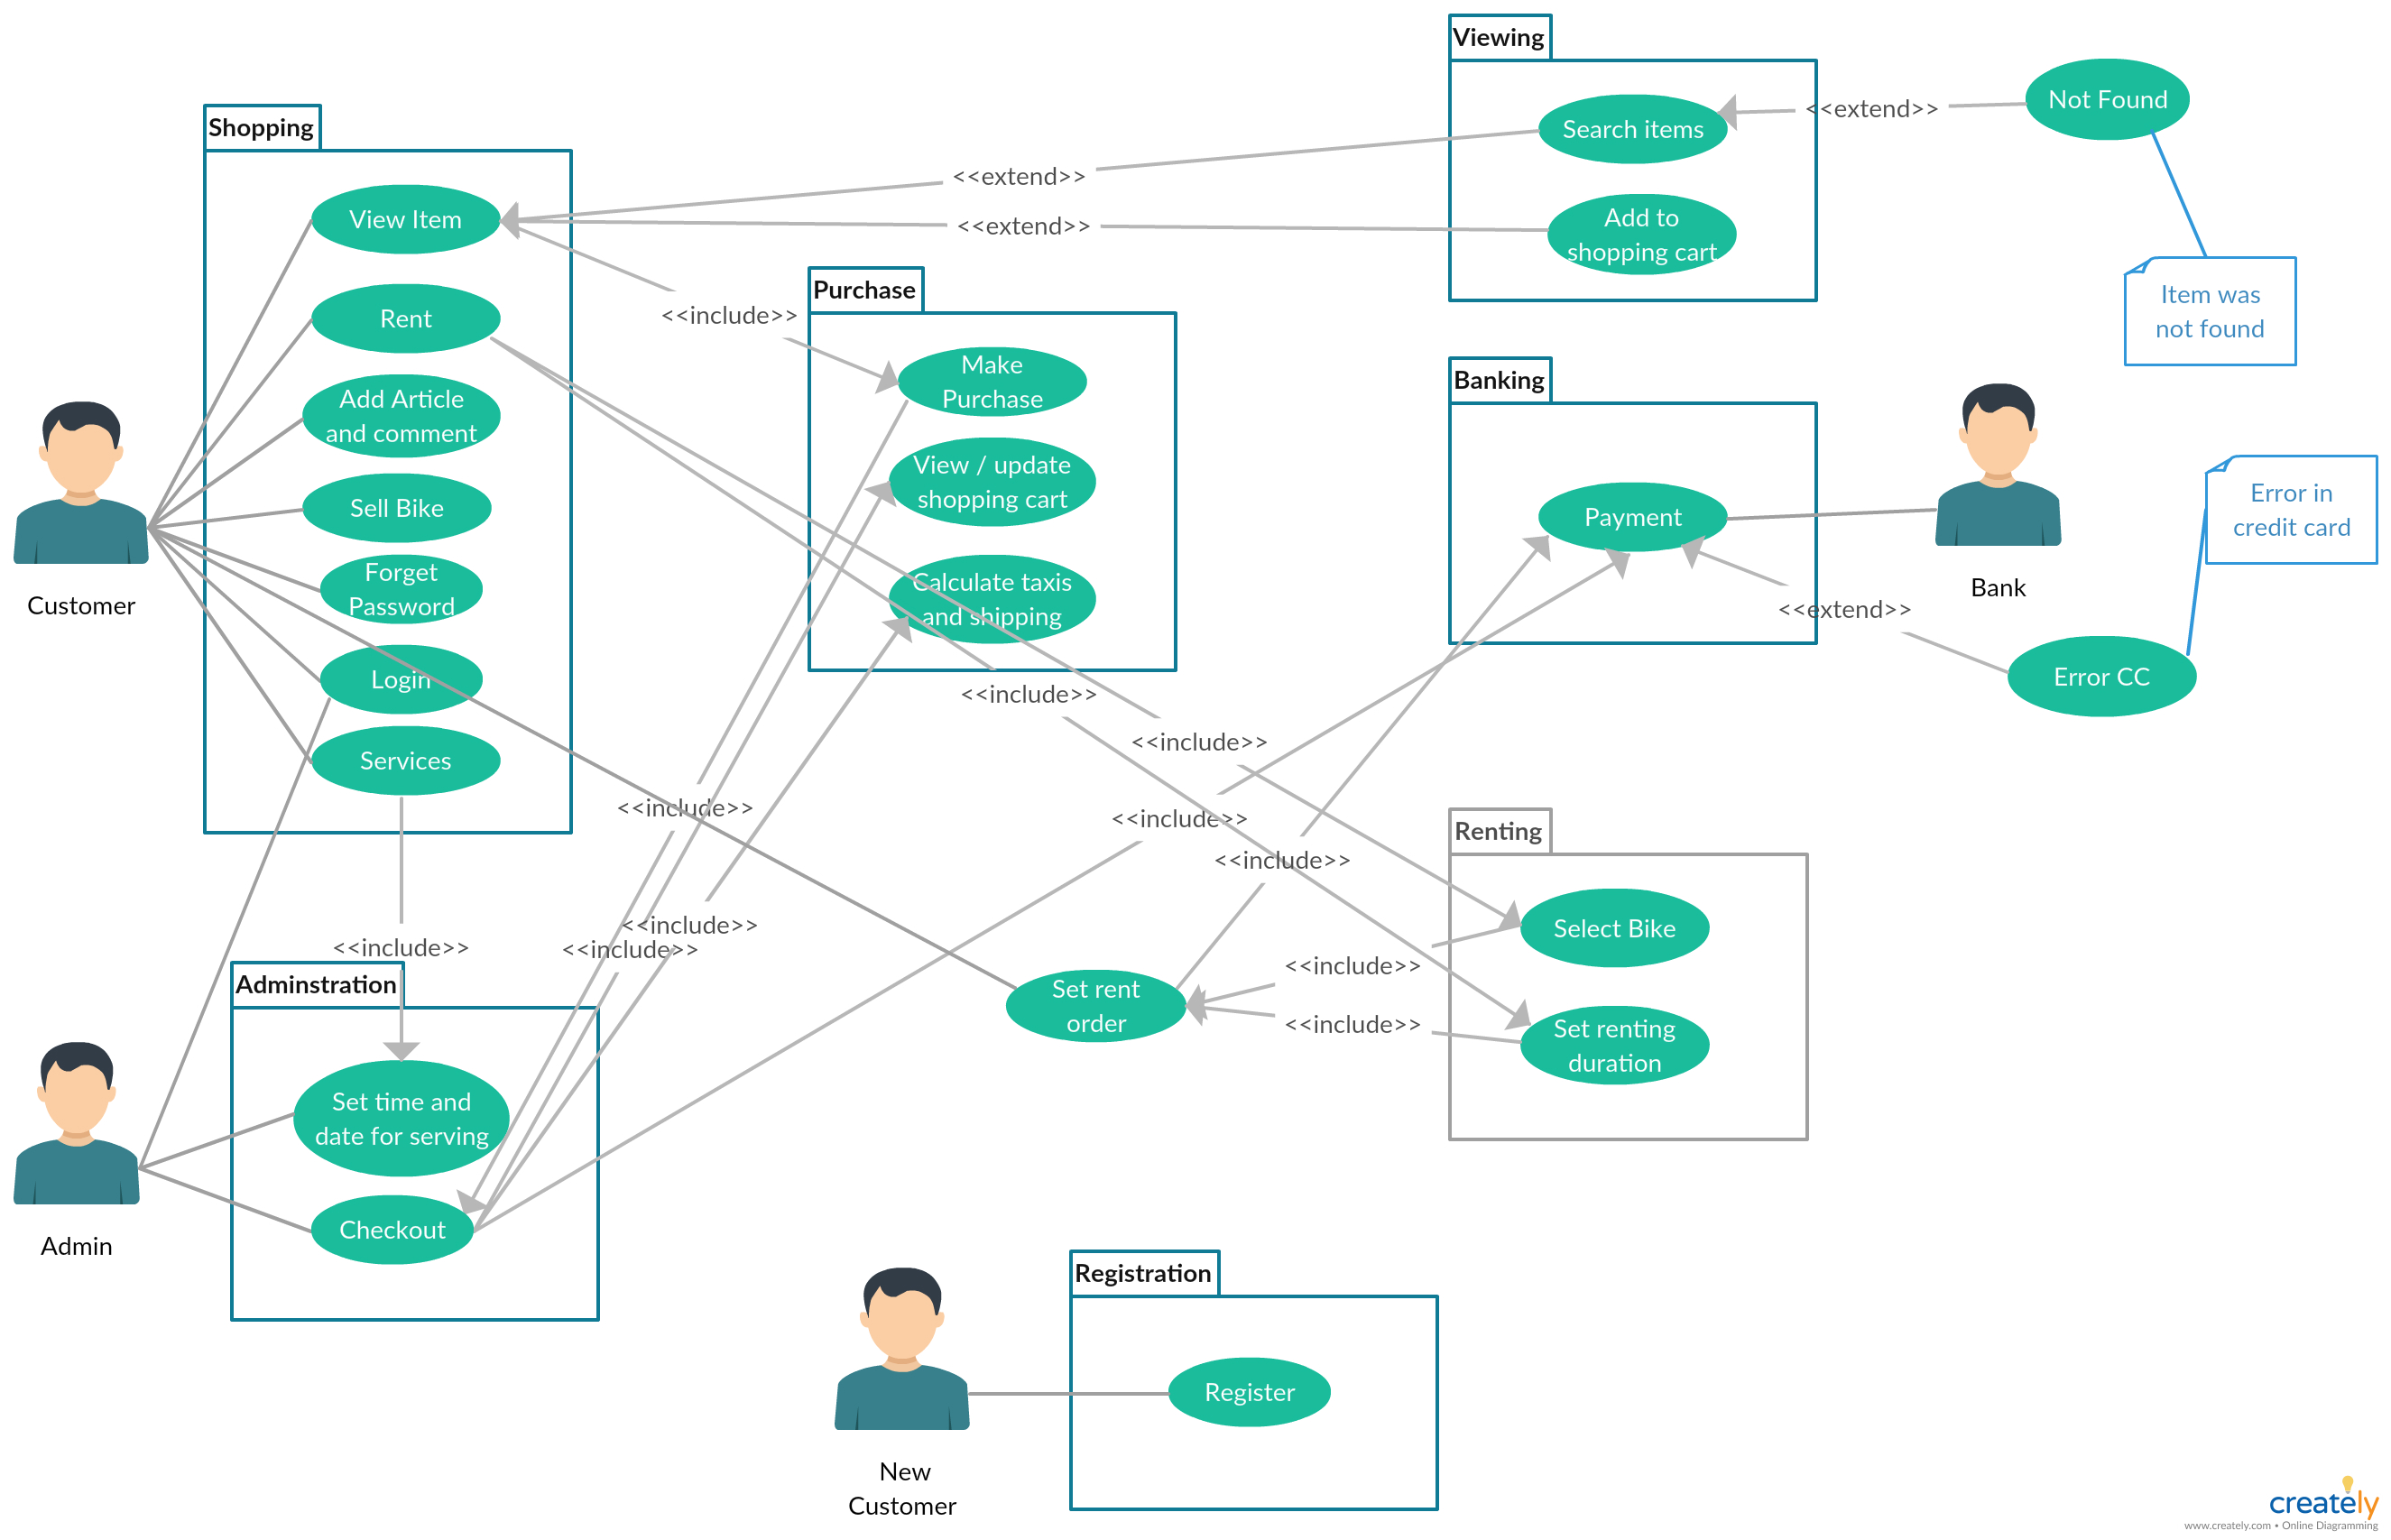 Viewing
Search items
Add to
shopping cart
<<extend>>
Not Found
Item was
not found
Shopping
View Item
Rent
Add Article
and comment
Sell Bike
Forget
Password
Login
Services
<<extend>>
<<extend>>
<<include>>
Purchase
Make
Purchase
View / update
shopping cart
Calculate taxis
and shipping
Banking
Payment
Bank
Error in
credit card
<<extend>>
Error CC
Customer
<<include>>
<<include>>
<<include>>
<<include>>
<<include>>
<<include>>
<<include>>
<<include>>
Renting
Select Bike
Set renting
duration
<<include>>
<<include>>
Set rent
order
Adminstration
Set time and
date for serving
Checkout
Admin
Registration
Register
New
Customer
creately
www.creately.com • Online Diagramming